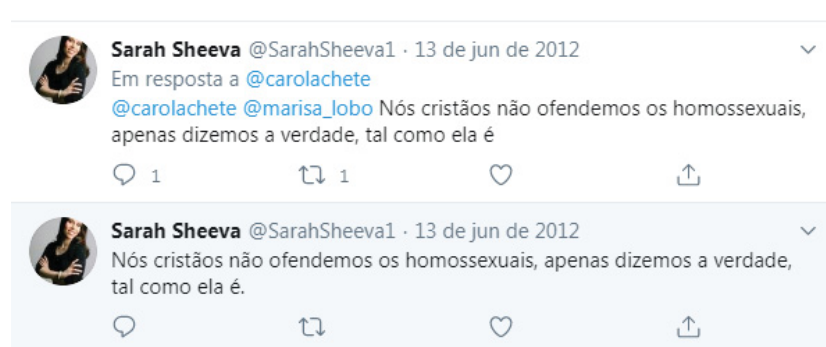 Sarah Sheeva @SarahSheeva1 · 13 de jun de 2012
Em resposta a @carolachete
@carolachete @marisa_lobo Nós cristãos não ofendemos os homossexuais,
apenas dizemos a verdade, tal como ela é
1 1
Sarah Sheeva @SarahSheeva1 · 13 de jun de 2012
Nós cristãos não ofendemos os homossexuais, apenas dizemos a verdade,
tal como ela é.